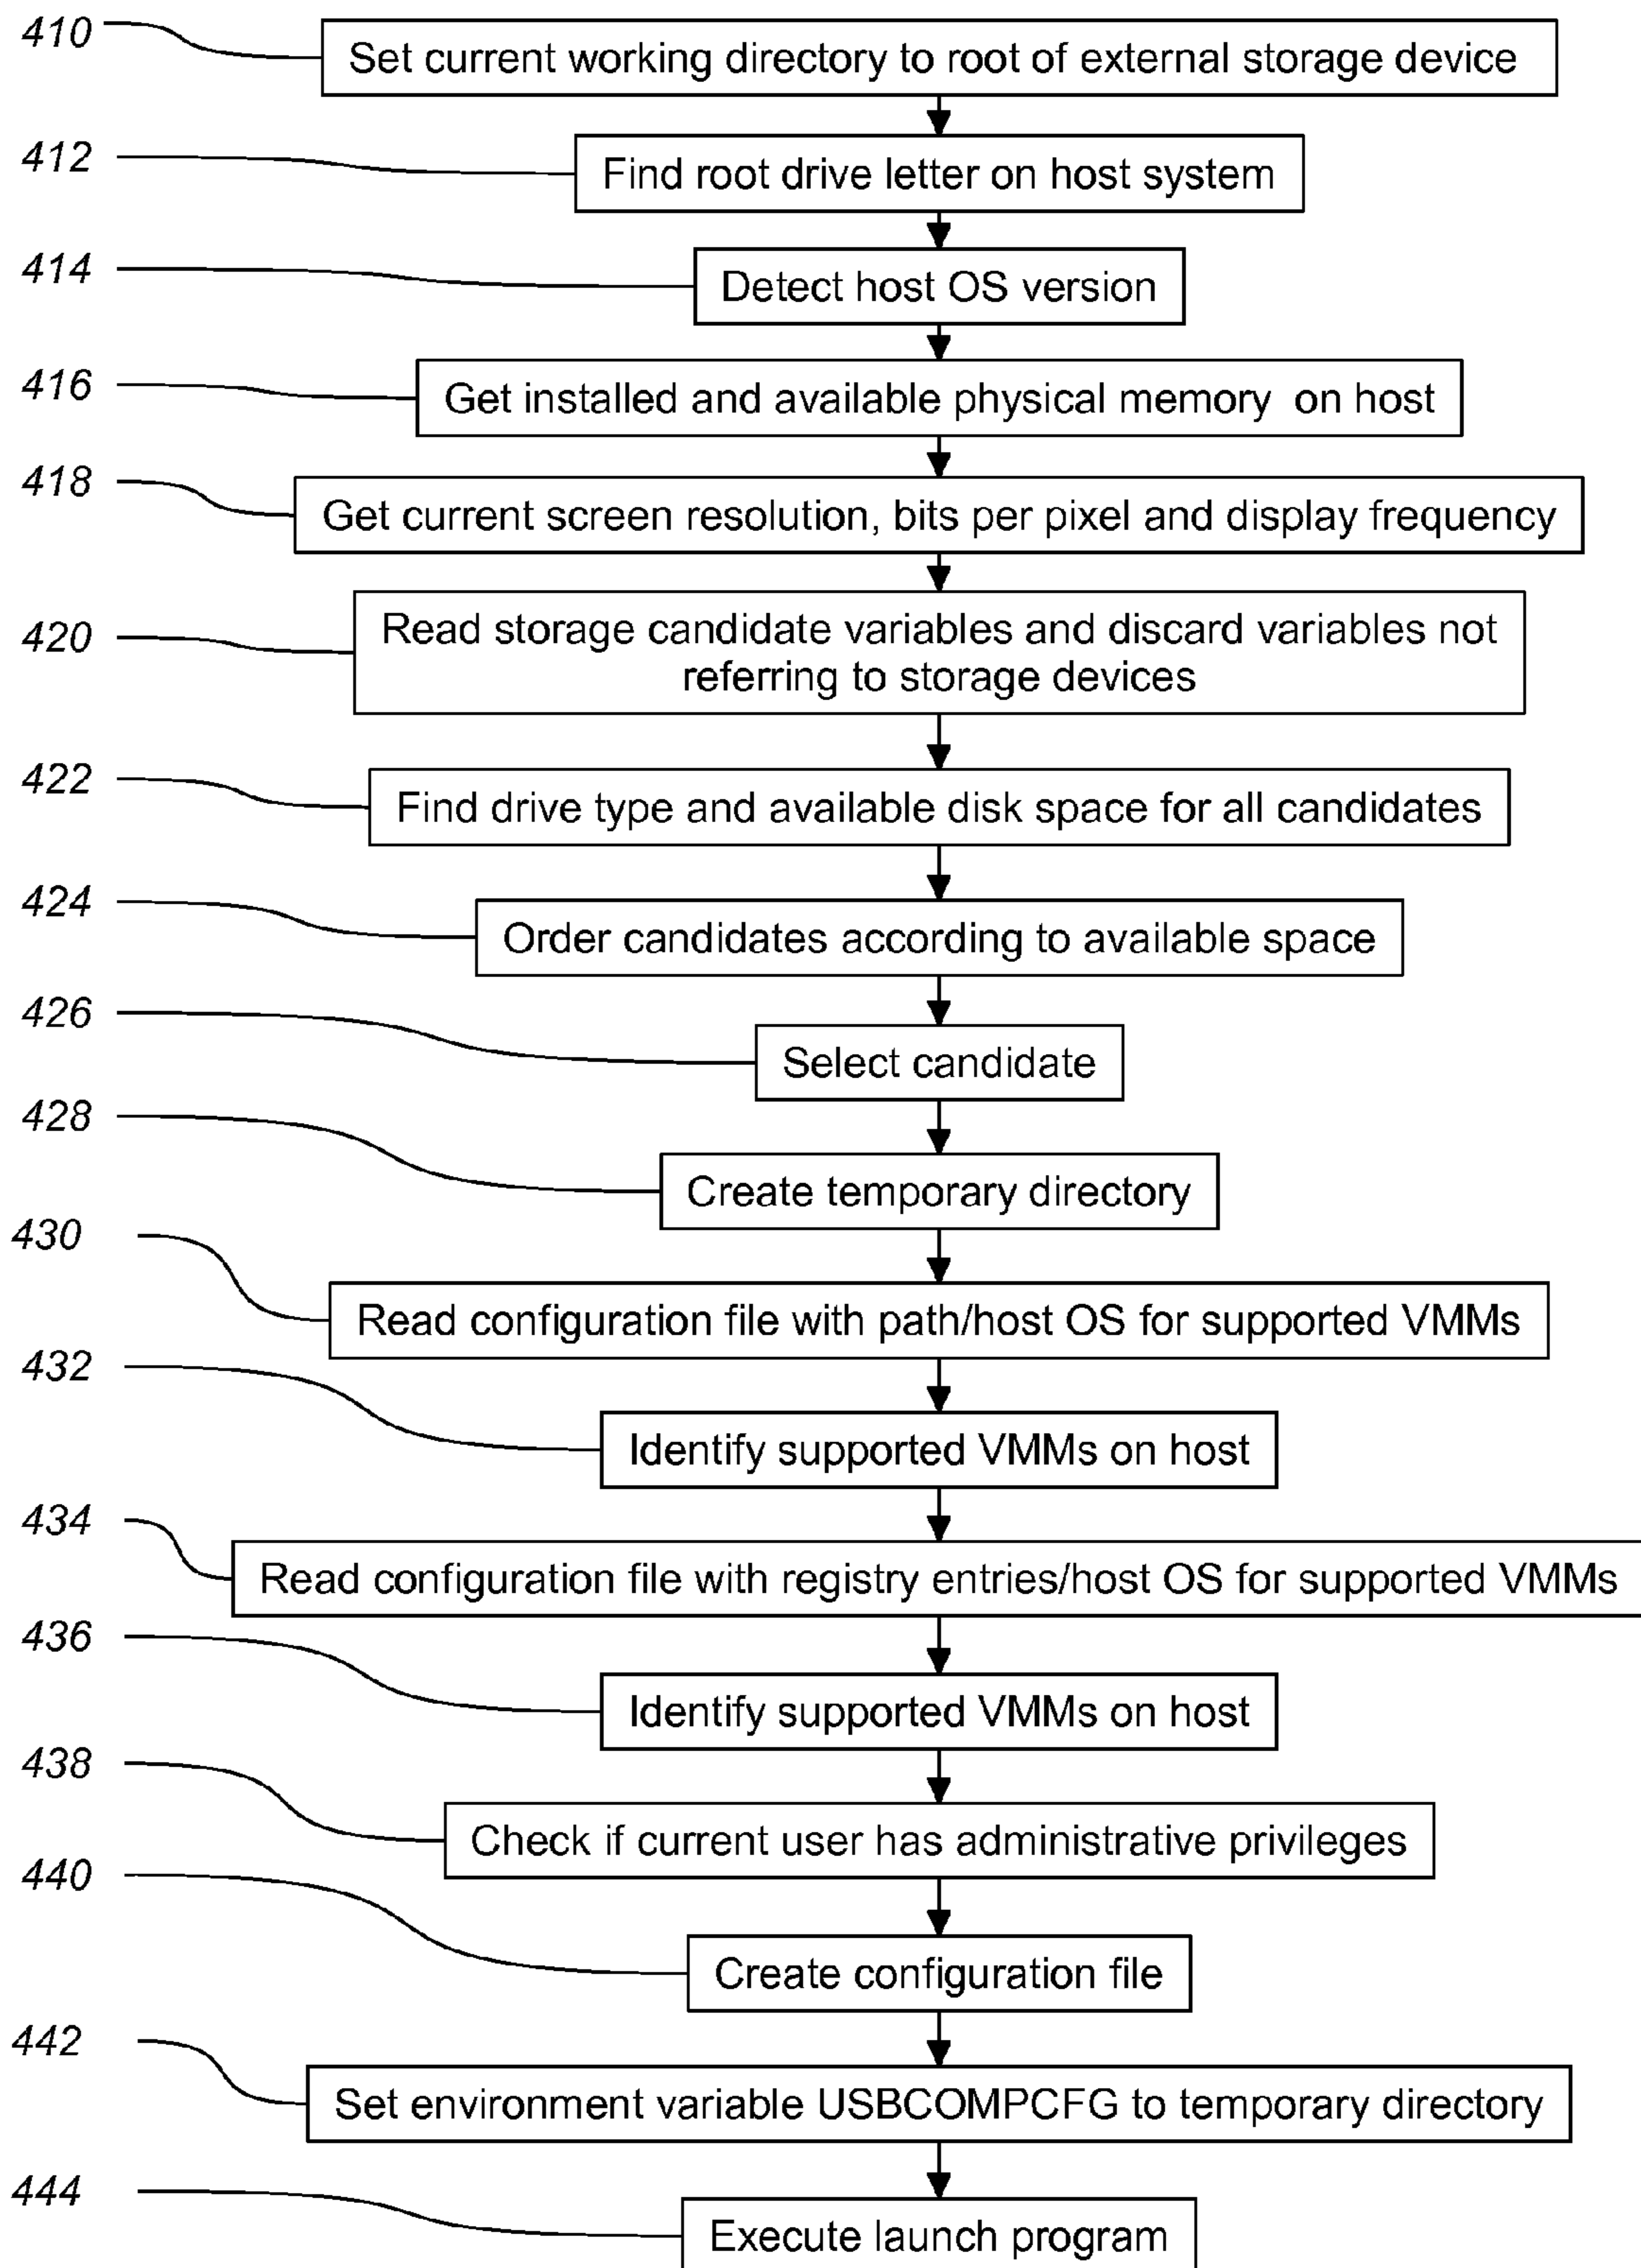 410
Set current working directory to root of external storage device
412
Find root drive letter on host system
414
Detect host OS version
416
Get installed and available physical memory on host
418
Get current screen resolution, bits per pixel and display frequency
420
Read storage candidate variables and discard variables not
referring to storage devices
422
Find drive type and available disk space for all candidates
424
Order candidates according to available space
426
Select candidate
428
Create temporary directory
430
Read configuration file with path/host OS for supported VMMs
432
Identify supported VMMs on host
434
Read configuration file with registry entries/host OS for supported VMMs
436
Identify supported VMMs on host
438
Check if current user has administrative privileges
440
Create configuration file
442
Set environment variable USBCOMPCFG to temporary directory
444
Execute launch program